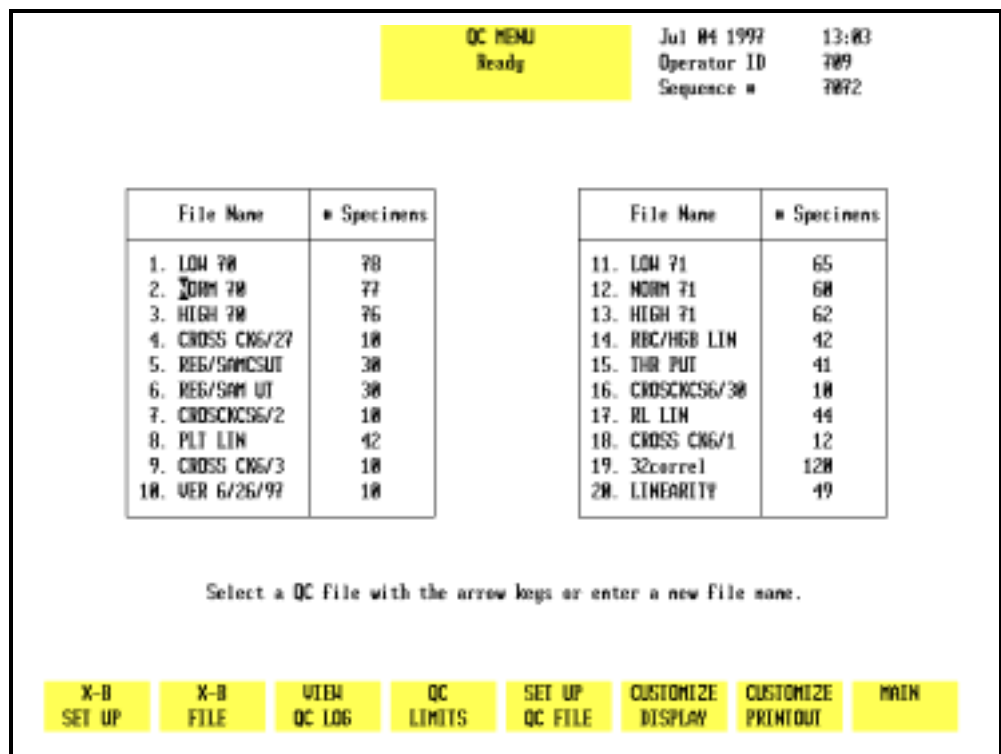 QC MENU
Ready
Jul 04 1997 13:03
Operator ID 709
Sequence # 7072
File Name # Specimens
1. LOW 70 78
2. NORM 70 77
3. HIGH 70 76
4. CROSS CK6/27 10
5. REG/SAMCSUT 30
6. REG/SAM UT 30
7. CROSCKCS6/2 10
8. PLT LIN 42
9. CROSS CK6/3 10
10. VER 6/26/97 10
File Name # Specimens
11. LOW 71 65
12. NORM 71 60
13. HIGH 71 62
14. RBC/HGB LIN 42
15. THR PUT 41
16. CROSCKCS6/30 10
17. RL LIN 44
18. CROSS CK6/1 12
19. 32correl 120
20. LINEARITY 49
Select a QC File with the arrow keys or enter a new file name.
X-B SET UP
X-B FILE
VIEW QC LOG
QC LIMITS
SET UP QC FILE
CUSTOMIZE DISPLAY
CUSTOMIZE PRINTOUT
MAIN